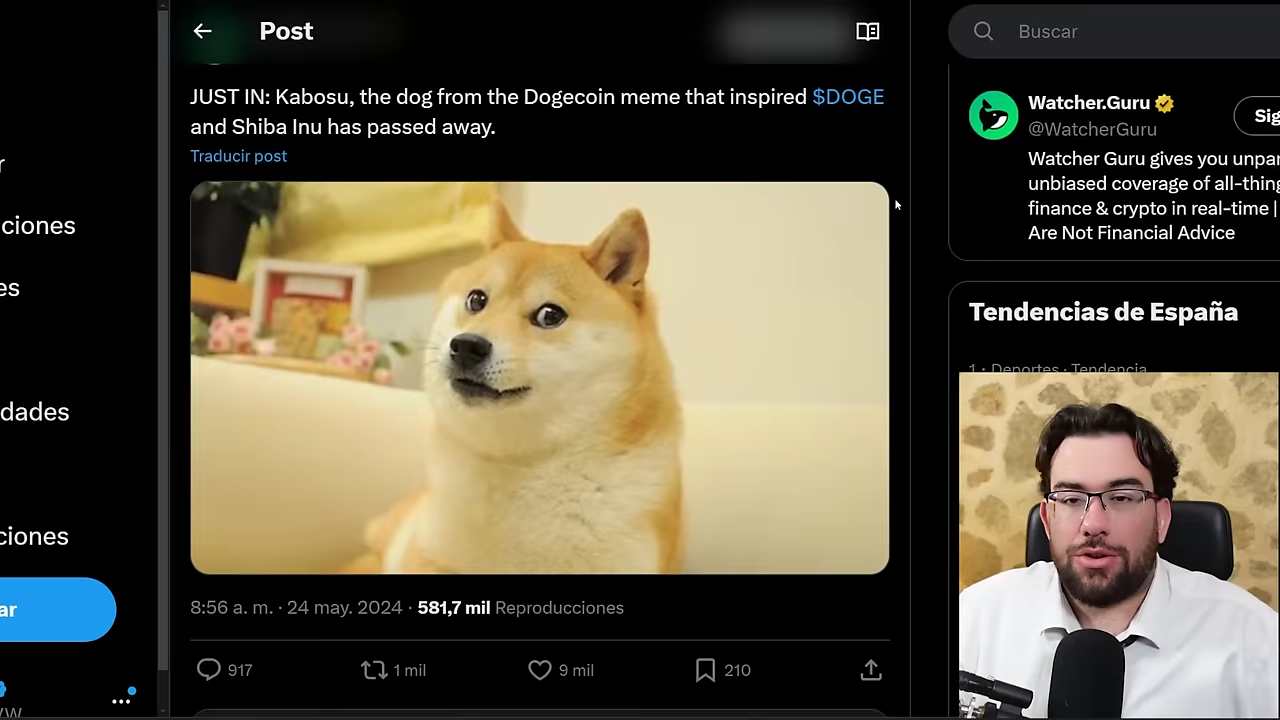 Post
Buscar
JUST IN: Kabosu, the dog from the Dogecoin meme that inspired $DOGE
and Shiba Inu has passed away.
Traducir post
8:56 a. m. · 24 may. 2024 · 581,7 mil Reproducciones
917
1 mil
9 mil
210
Watcher.Guru
@WatcherGuru
Sig
Watcher Guru gives you unpar
unbiased coverage of all-thing
finance & crypto in real-time |
Are Not Financial Advice
Tendencias de España
1 · Deportes · Tendencia
r
ciones
es
dades
ciones
ar